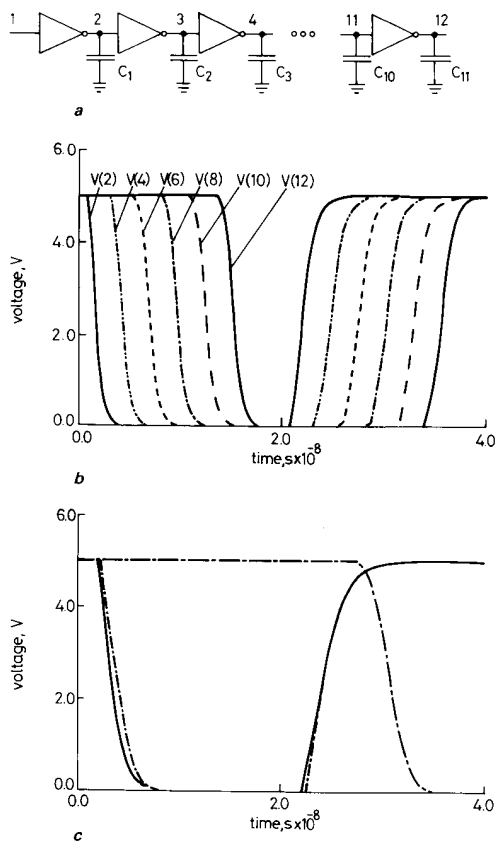 1 2 3 4 11 12
C1 C2 C3 C10 C11
a
6.0
V(2) V(4) V(6) V(8) V(10) V(12)
4.0
voltage, V
2.0
0.0
0.0 2.0 4.0
time,s×10^-8
b
6.0
4.0
voltage, V
2.0
0.0
0.0 2.0 4.0
time,s×10^-8
c